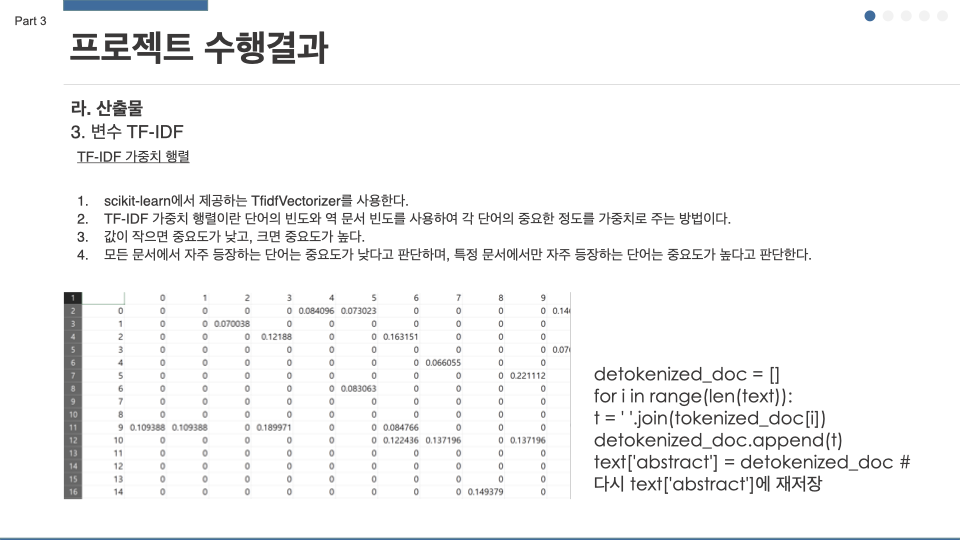 Part 3
프로젝트 수행결과
라. 산출물
3. 변수 TF-IDF
TF-IDF 가중치 행렬
1. scikit-learn에서 제공하는 TfidfVectorizer를 사용한다.
2. TF-IDF 가중치 행렬이란 단어의 빈도와 역 문서 빈도를 사용하여 각 단어의 중요한 정도를 가중치로 주는 방법이다.
3. 값이 작으면 중요도가 낮고, 크면 중요도가 높다.
4. 모든 문서에서 자주 등장하는 단어는 중요도가 낮다고 판단하며, 특정 문서에서만 자주 등장하는 단어는 중요도가 높다고 판단한다.
1 0 1 2 3 4 5 6 7 8 9
2 0 0 0 0 0 0.084096 0.073023 0 0 0 0 0.14
3 1 0 0 0.070038 0 0 0 0 0 0 0
4 2 0 0 0 0.12188 0 0 0.163151 0 0 0
5 3 0 0 0 0 0 0 0 0 0 0 0.07
6 4 0 0 0 0 0 0 0 0.066055 0 0
7 5 0 0 0 0 0 0 0 0 0 0.221112
8 6 0 0 0 0 0 0.083063 0 0 0 0
9 7 0 0 0 0 0 0 0 0 0 0
10 8 0 0 0 0 0 0 0 0 0 0
11 9 0.109388 0.109388 0 0.189971 0 0 0.084766 0 0 0
12 10 0 0 0 0 0 0 0.122436 0.137196 0 0.137196
13 11 0 0 0 0 0 0 0 0 0 0
14 12 0 0 0 0 0 0 0 0 0 0
15 13 0 0 0 0 0 0 0 0 0 0
16 14 0 0 0 0 0 0 0 0 0.149379 0
detokenized_doc = []
for i in range(len(text)):
t = ' '.join(tokenized_doc[i])
detokenized_doc.append(t)
text['abstract'] = detokenized_doc #
다시 text['abstract']에 재저장